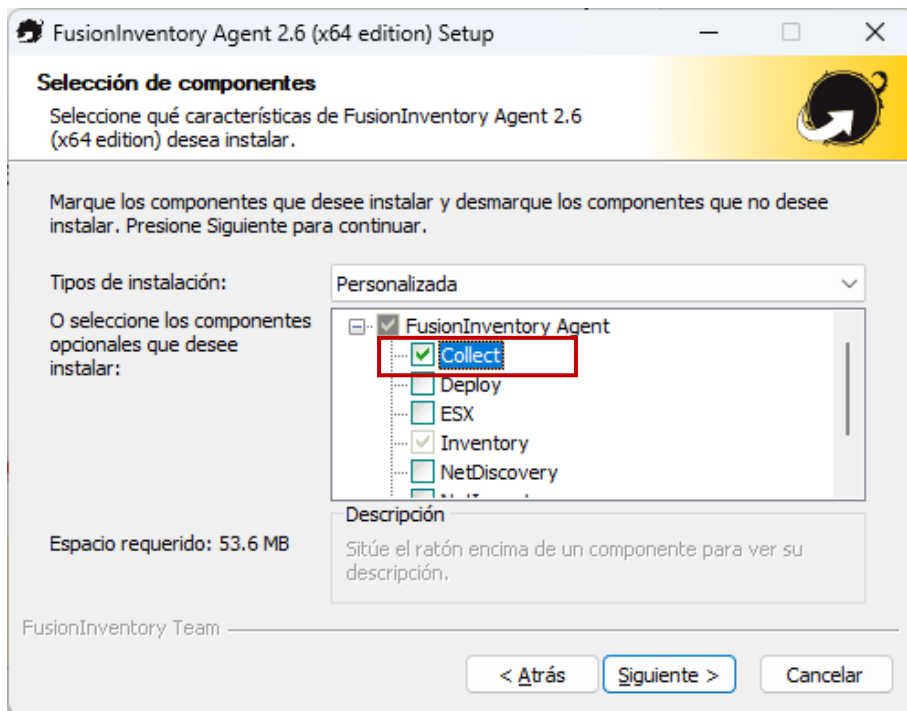 FusionInventory Agent 2.6 (x64 edition) Setup
Selección de componentes
Seleccione qué características de FusionInventory Agent 2.6
(x64 edition) desea instalar.
Marque los componentes que desee instalar y desmarque los componentes que no desee
instalar. Presione Siguiente para continuar.
Tipos de instalación:
Personalizada
O seleccione los componentes
opcionales que desee
instalar:
FusionInventory Agent
Collect
Deploy
ESX
Inventory
NetDiscovery
Espacio requerido: 53.6 MB
Descripción
Sitúe el ratón encima de un componente para ver su
descripción.
FusionInventory Team
< Atrás
Siguiente >
Cancelar